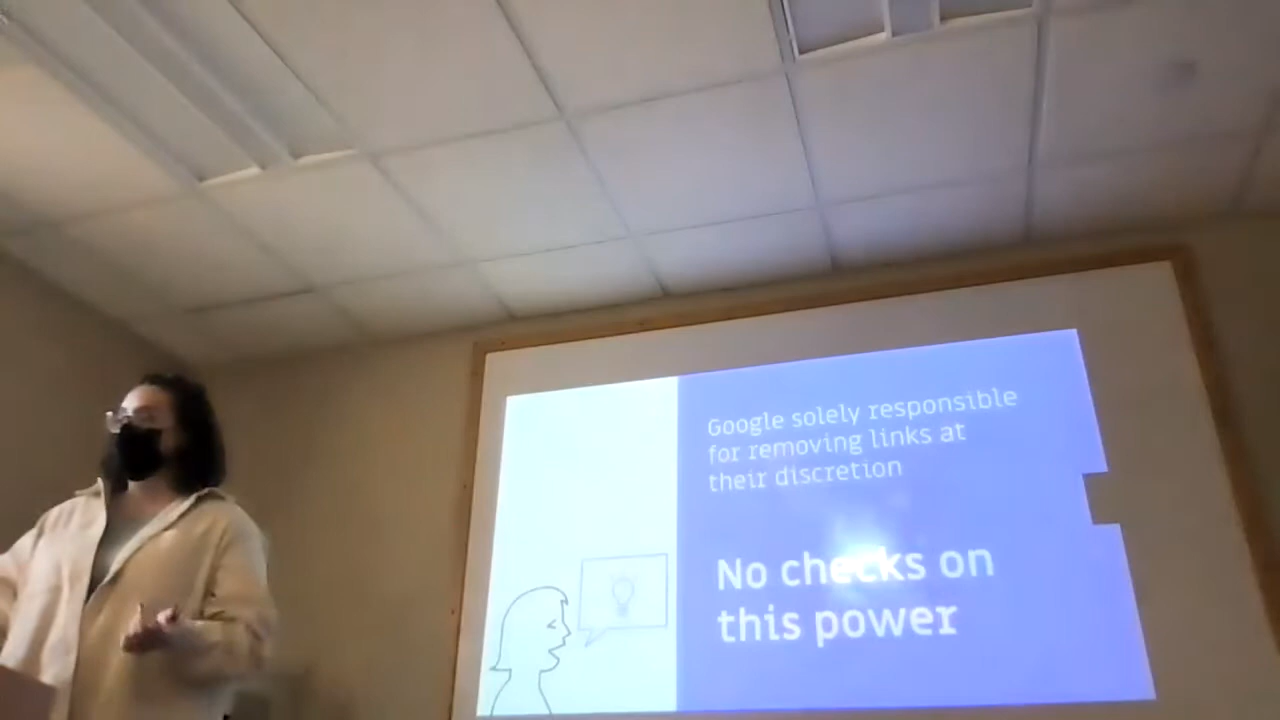 Google solely responsible
for removing links at
their discretion
No checks on
this power